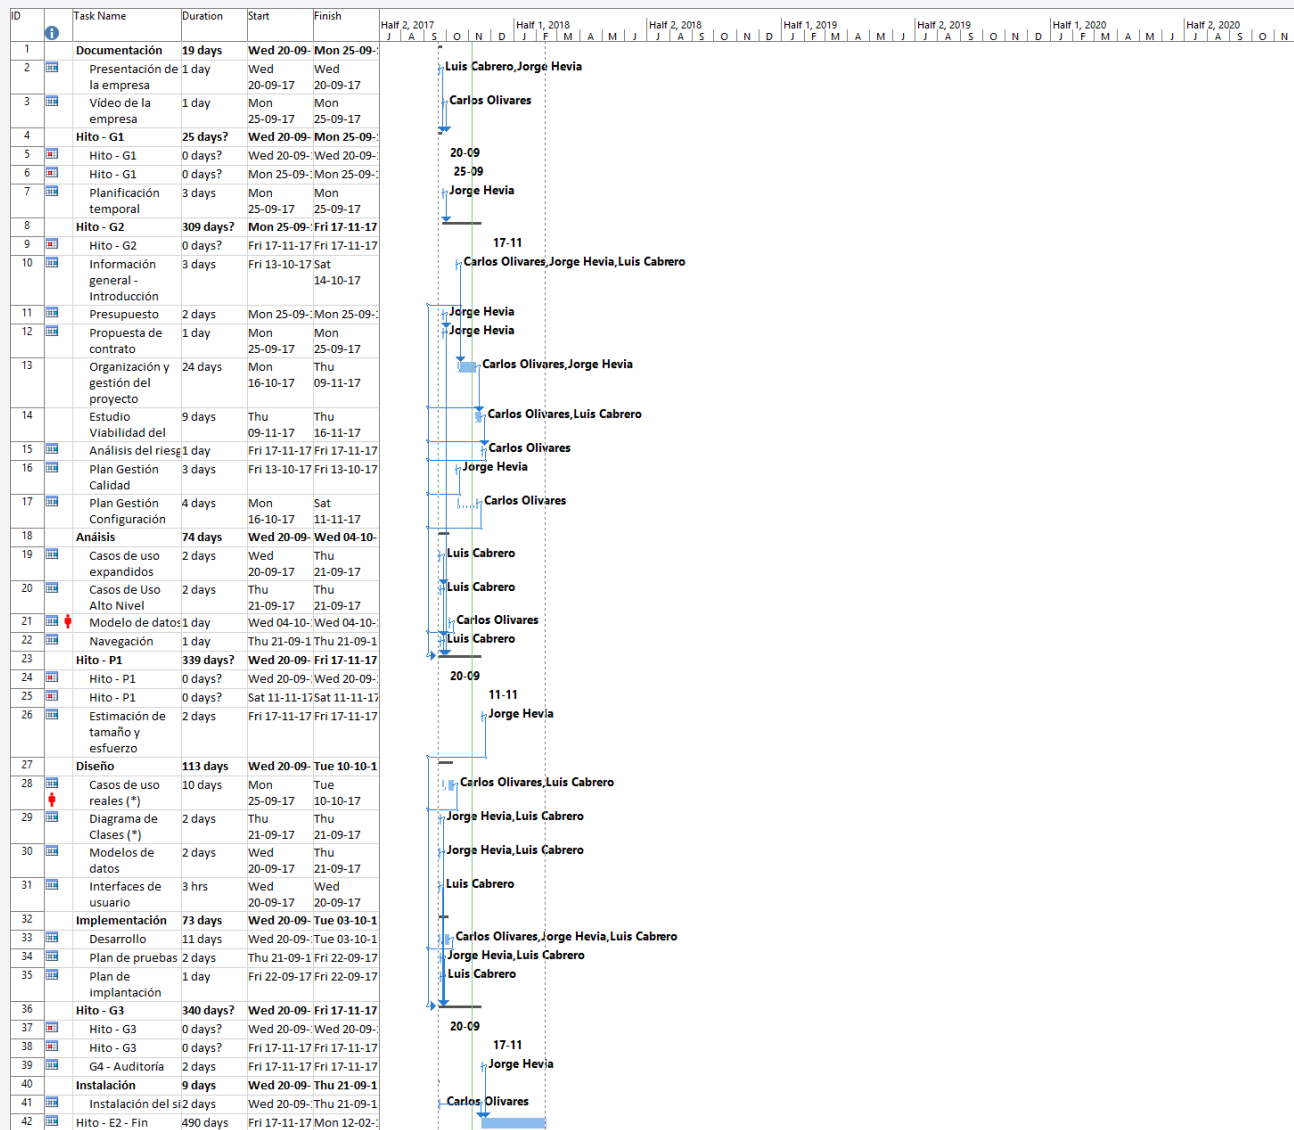 ID Task Name Duration Start Finish
Half 2, 2017 Half 1, 2018 Half 2, 2018 Half 1, 2019 Half 2, 2019 Half 1, 2020 Half 2, 2020
J A S O N D J F M A M J J A S O N D J F M A M J J A S O N D J F M A M J J A S O N
1 Documentación 19 days Wed 20-09- Mon 25-09-
2 Presentación de 1 day Wed Wed Luis Cabrero,Jorge Hevia
la empresa 20-09-17 20-09-17
3 Vídeo de la 1 day Mon Mon Carlos Olivares
empresa 25-09-17 25-09-17
4 Hito - G1 25 days? Wed 20-09- Mon 25-09-
5 Hito - G1 0 days? Wed 20-09- Wed 20-09- 20-09
6 Hito - G1 0 days? Mon 25-09- Mon 25-09- 25-09
7 Planificación 3 days Mon Mon Jorge Hevia
temporal 25-09-17 25-09-17
8 Hito - G2 309 days? Mon 25-09- Fri 17-11-17
9 Hito - G2 0 days? Fri 17-11-17 Fri 17-11-17 17-11
10 Información 3 days Fri 13-10-17 Sat Carlos Olivares,Jorge Hevia,Luis Cabrero
general - 14-10-17
Introducción
11 Presupuesto 2 days Mon 25-09- Mon 25-09- Jorge Hevia
12 Propuesta de 1 day Mon Mon Jorge Hevia
contrato 25-09-17 25-09-17
13 Organización y 24 days Mon Thu Carlos Olivares,Jorge Hevia
gestión del 16-10-17 09-11-17
proyecto
14 Estudio 9 days Thu Thu Carlos Olivares,Luis Cabrero
Viabilidad del 09-11-17 16-11-17
15 Análisis del riesg 1 day Fri 17-11-17 Fri 17-11-17 Carlos Olivares
16 Plan Gestión 3 days Fri 13-10-17 Fri 13-10-17 Jorge Hevia
Calidad
17 Plan Gestión 4 days Mon Sat Carlos Olivares
Configuración 16-10-17 11-11-17
18 Anáisis 74 days Wed 20-09- Wed 04-10-
19 Casos de uso 2 days Wed Thu Luis Cabrero
expandidos 20-09-17 21-09-17
20 Casos de Uso 2 days Thu Thu Luis Cabrero
Alto Nivel 21-09-17 21-09-17
21 Modelo de datos 1 day Wed 04-10- Wed 04-10- Carlos Olivares
22 Navegación 1 day Thu 21-09-1 Thu 21-09-1 Luis Cabrero
23 Hito - P1 339 days? Wed 20-09- Fri 17-11-17
24 Hito - P1 0 days? Wed 20-09- Wed 20-09- 20-09
25 Hito - P1 0 days? Sat 11-11-17 Sat 11-11-17 11-11
26 Estimación de 2 days Fri 17-11-17 Fri 17-11-17 Jorge Hevia
tamaño y
esfuerzo
27 Diseño 113 days Wed 20-09- Tue 10-10-1
28 Casos de uso 10 days Mon Tue Carlos Olivares,Luis Cabrero
reales (*) 25-09-17 10-10-17
29 Diagrama de 2 days Thu Thu Jorge Hevia,Luis Cabrero
Clases (*) 21-09-17 21-09-17
30 Modelos de 2 days Wed Thu Jorge Hevia,Luis Cabrero
datos 20-09-17 21-09-17
31 Interfaces de 3 hrs Wed Wed Luis Cabrero
usuario 20-09-17 20-09-17
32 Implementación 73 days Wed 20-09- Tue 03-10-1
33 Desarrollo 11 days Wed 20-09- Tue 03-10-1 Carlos Olivares,Jorge Hevia,Luis Cabrero
34 Plan de pruebas 2 days Thu 21-09-1 Fri 22-09-17 Jorge Hevia,Luis Cabrero
35 Plan de 1 day Fri 22-09-17 Fri 22-09-17 Luis Cabrero
implantación
36 Hito - G3 340 days? Wed 20-09- Fri 17-11-17
37 Hito - G3 0 days? Wed 20-09- Wed 20-09- 20-09
38 Hito - G3 0 days? Fri 17-11-17 Fri 17-11-17 17-11
39 G4 - Auditoría 2 days Fri 17-11-17 Fri 17-11-17 Jorge Hevia
40 Instalación 9 days Wed 20-09- Thu 21-09-1
41 Instalación del si 2 days Wed 20-09- Thu 21-09-1 Carlos Olivares
42 Hito - E2 - Fin 490 days Fri 17-11-17 Mon 12-02-